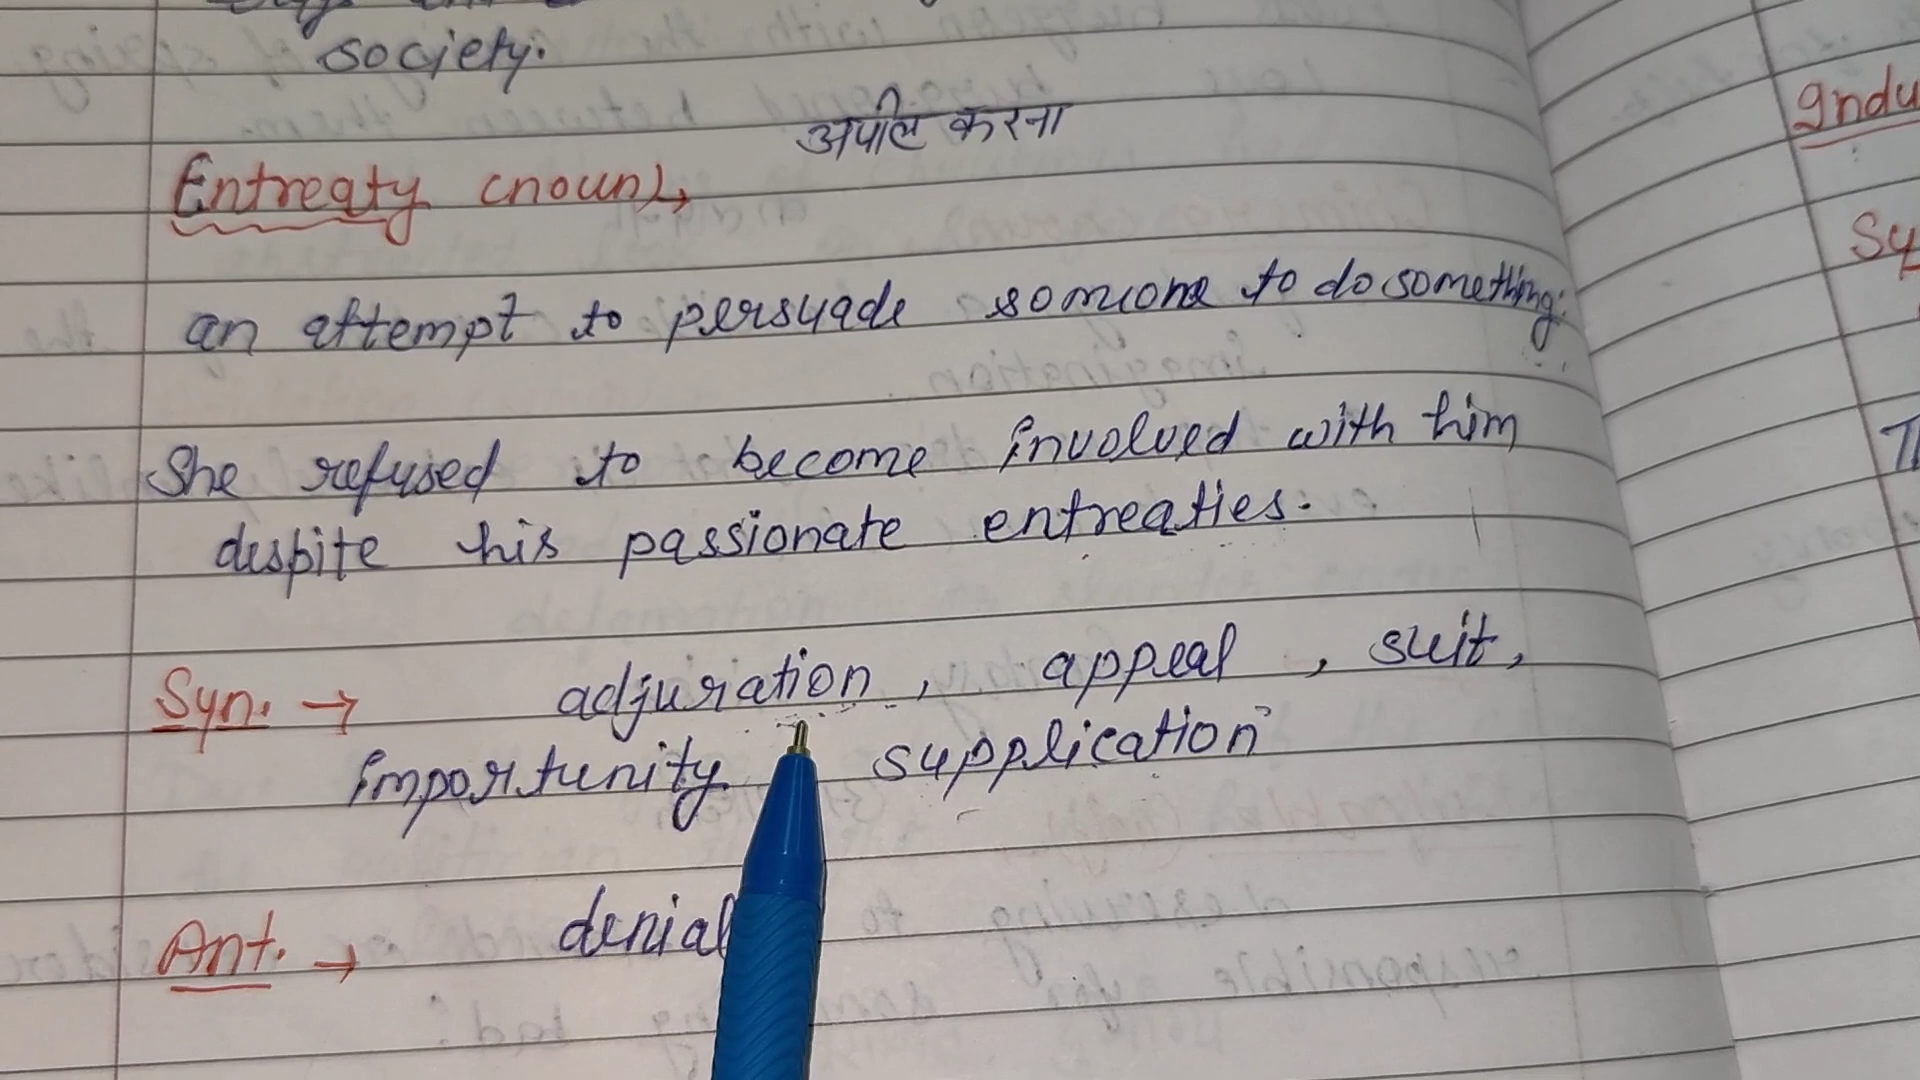 society.
अपील करना
Entreaty (noun)→
an attempt to persuade someone to do something.
She refused to become involved with him
despite his passionate entreaties.
Syn. → adjuration, appeal, suit,
importunity supplication
Ant. → denial
Indu
Sy
T